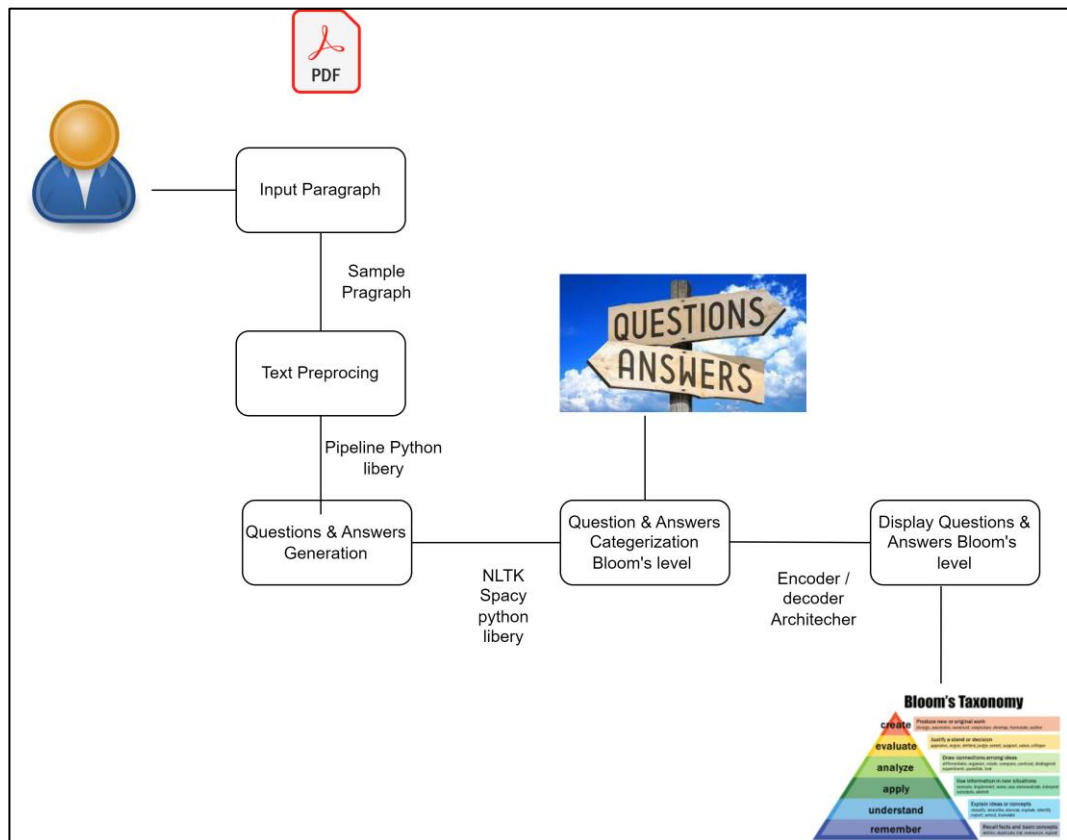 PDF
Input Paragraph
Sample
Pragraph
QUESTIONS
ANSWERS
Text Preprocing
Pipeline Python
libery
Questions & Answers
Generation
NLTK
Spacy
python
libery
Question & Answers
Categerization
Bloom's level
Encoder /
decoder
Architecher
Display Questions &
Answers Bloom's
level
Bloom's Taxonomy
create
Produce new or original work
evaluate
Justify a stand or decision
analyze
Draw connections among ideas
apply
Use information in new situations
understand
Explain ideas or concepts
remember
Recall facts and basic concepts